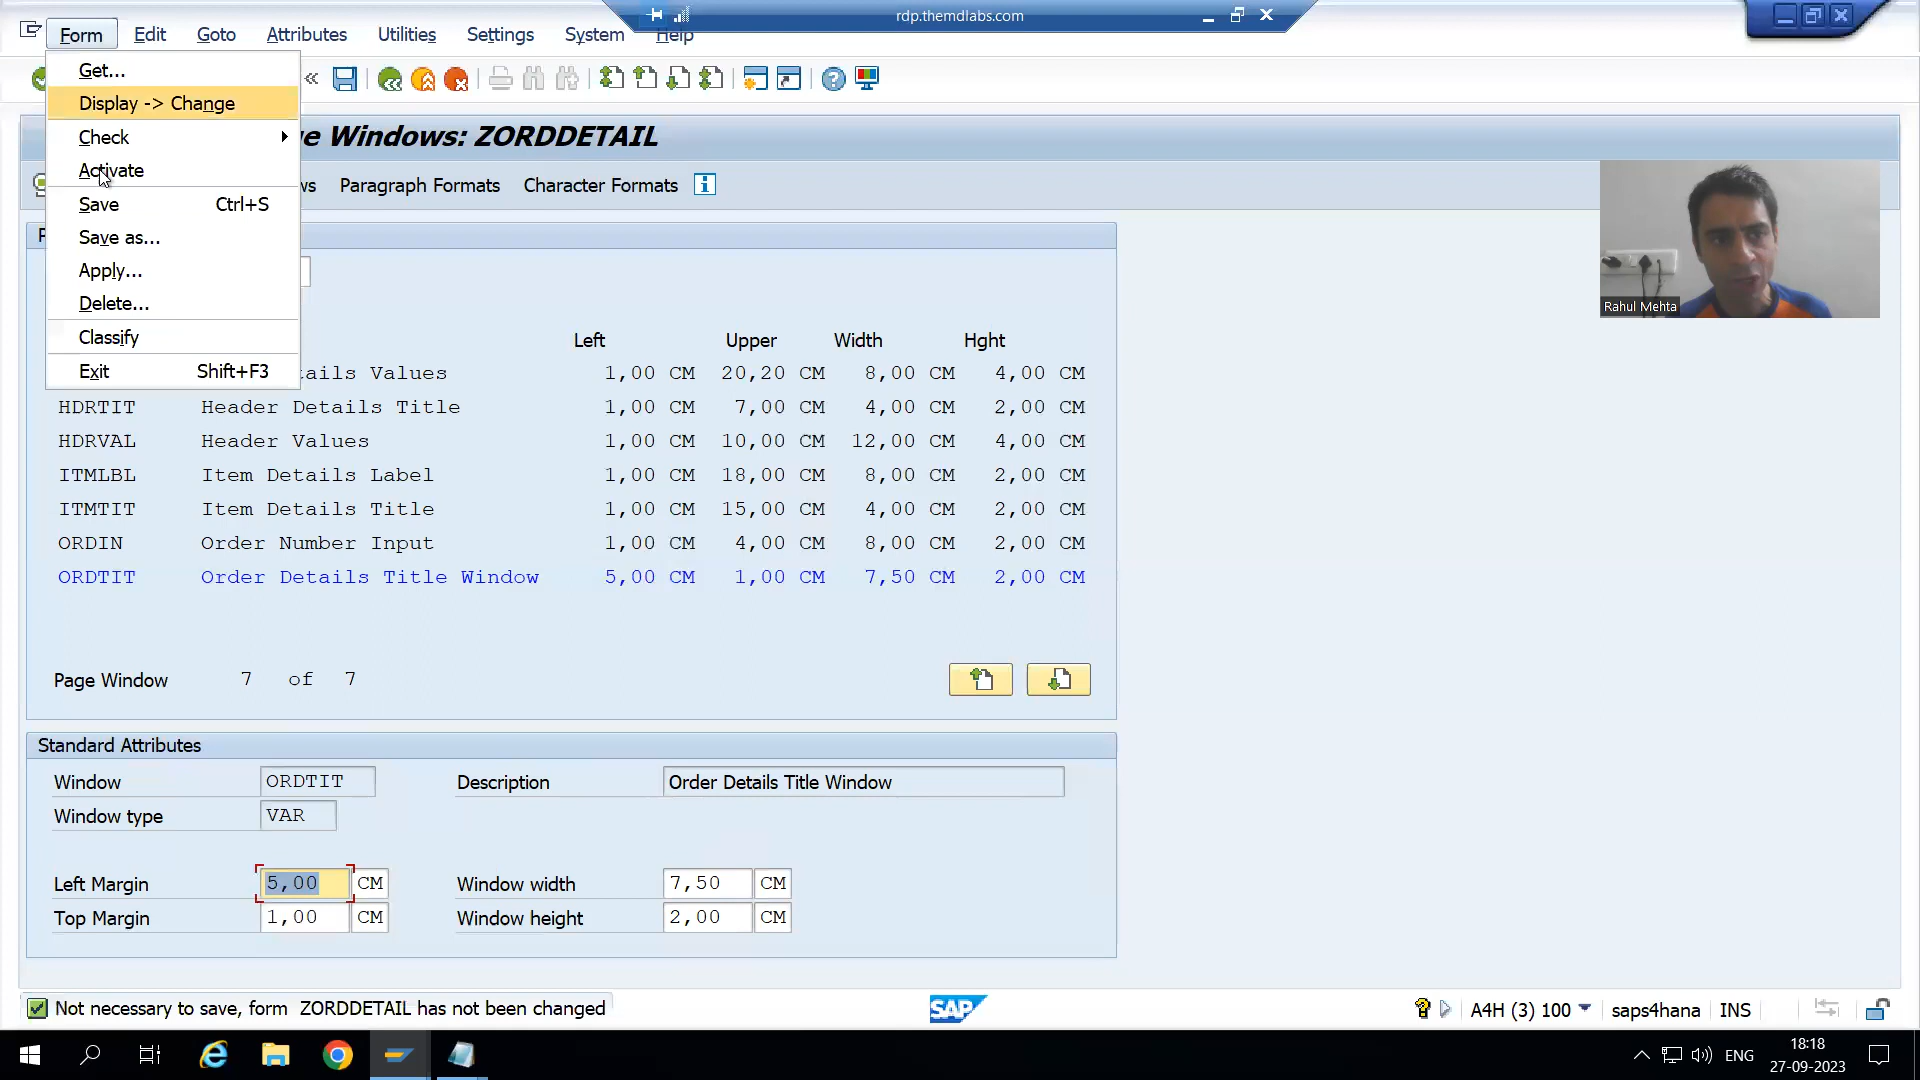 rdp.themdlabs.com
Form Edit Goto Attributes Utilities Settings System Help
Get...
Display -> Change
Check
Activate
Save Ctrl+S
Save as...
Apply...
Delete...
Classify
Exit Shift+F3
e Windows: ZORDDETAIL
Paragraph Formats Character Formats
Rahul Mehta
Left Upper Width Hght
ails Values 1,00 CM 20,20 CM 8,00 CM 4,00 CM
HDRTIT Header Details Title 1,00 CM 7,00 CM 4,00 CM 2,00 CM
HDRVAL Header Values 1,00 CM 10,00 CM 12,00 CM 4,00 CM
ITMLBL Item Details Label 1,00 CM 18,00 CM 8,00 CM 2,00 CM
ITMTIT Item Details Title 1,00 CM 15,00 CM 4,00 CM 2,00 CM
ORDIN Order Number Input 1,00 CM 4,00 CM 8,00 CM 2,00 CM
ORDTIT Order Details Title Window 5,00 CM 1,00 CM 7,50 CM 2,00 CM
Page Window 7 of 7
Standard Attributes
Window ORDTIT Description Order Details Title Window
Window type VAR
Left Margin 5,00 CM Window width 7,50 CM
Top Margin 1,00 CM Window height 2,00 CM
Not necessary to save, form ZORDDETAIL has not been changed
SAP
A4H (3) 100 saps4hana INS
ENG
18:18
27-09-2023